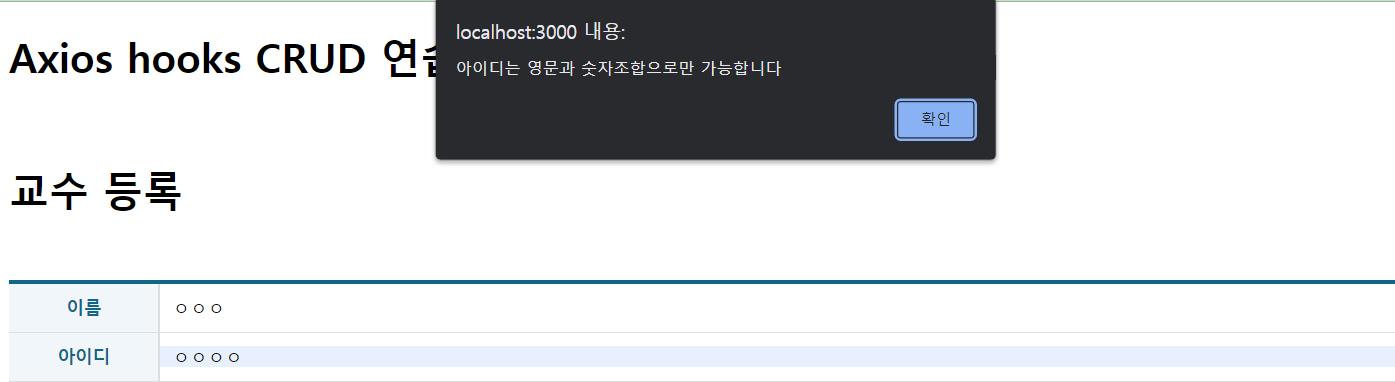 localhost:3000 내용:
아이디는 영문과 숫자조합으로만 가능합니다
확인
Axios hooks CRUD
교수 등록
이름 ㅇㅇㅇ
아이디 ㅇㅇㅇㅇ